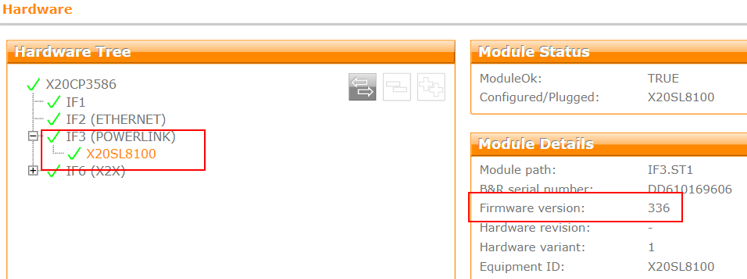 Hardware
Hardware Tree
X20CP3586
IF1
IF2 (ETHERNET)
IF3 (POWERLINK)
X20SL8100
IF6 (X2X)
Module Status
ModuleOk: TRUE
Configured/Plugged: X20SL8100
Module Details
Module path: IF3.ST1
B&R serial number: DD610169606
Firmware version: 336
Hardware revision: -
Hardware variant: 1
Equipment ID: X20SL8100